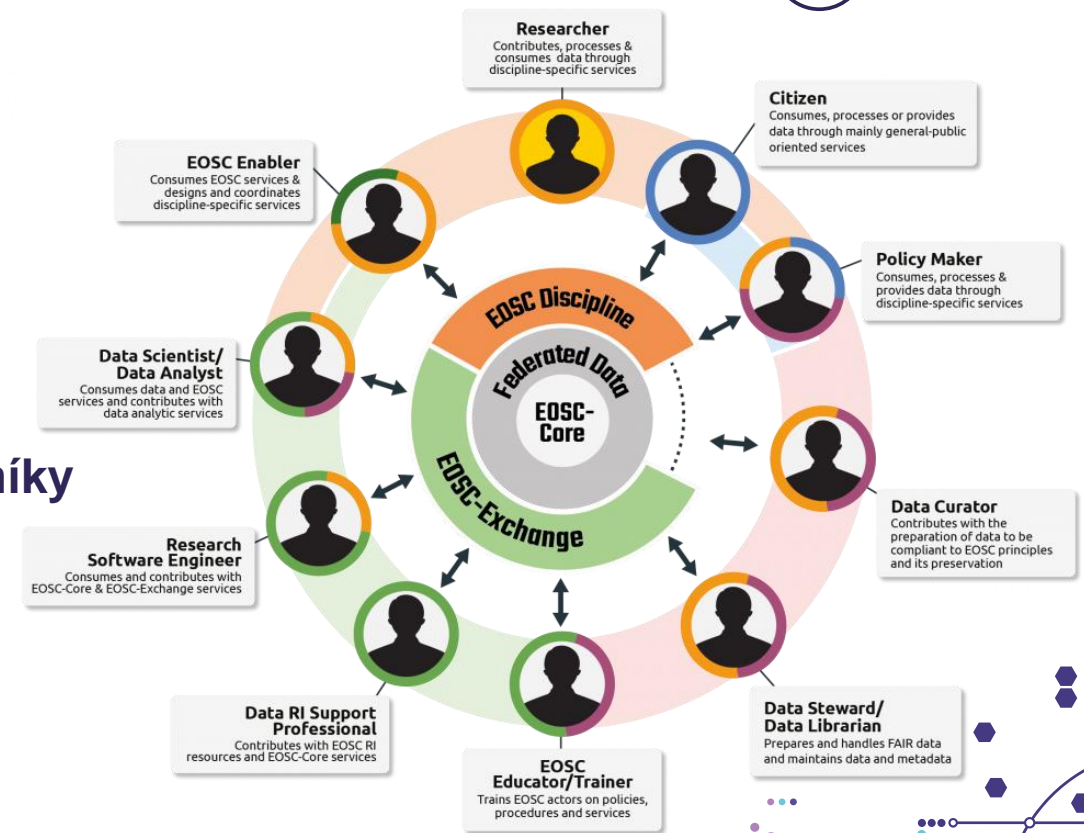 Researcher
Contributes, processes &
consumes data through
discipline-specific services
Citizen
Consumes, processes or provides
data through mainly general-public
oriented services
EOSC Enabler
Consumes EOSC services &
designs and coordinates
discipline-specific services
Policy Maker
Consumes, processes &
provides data through
discipline-specific services
EOSC Discipline
Federated Data
EOSC-
Core
EOSC-Exchange
Data Scientist/
Data Analyst
Consumes data and EOSC
services and contributes with
data analytic services
níky
Data Curator
Contributes with the
preparation of data to be
compliant to EOSC principles
and its preservation
Research
Software Engineer
Consumes and contributes with
EOSC-Core & EOSC-Exchange services
Data RI Support
Professional
Contributes with EOSC RI
resources and EOSC-Core services
Data Steward/
Data Librarian
Prepares and handles FAIR data
and maintains data and metadata
EOSC
Educator/Trainer
Trains EOSC actors on policies,
procedures and services